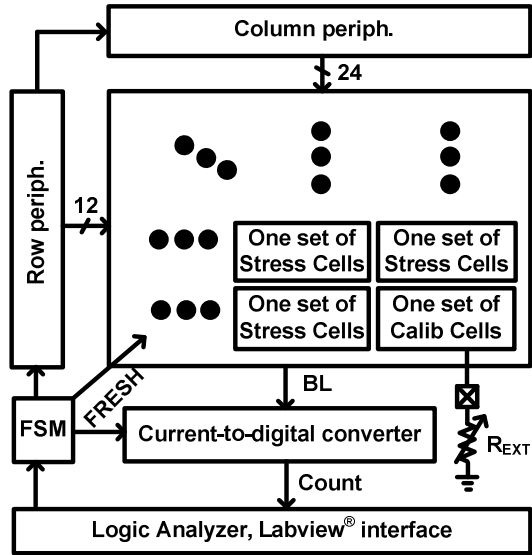 Column periph.
24
Row periph.
12
One set of
Stress Cells
One set of
Stress Cells
One set of
Stress Cells
One set of
Calib Cells
FRESH
BL
FSM
Current-to-digital converter
REXT
Count
Logic Analyzer, Labview® interface